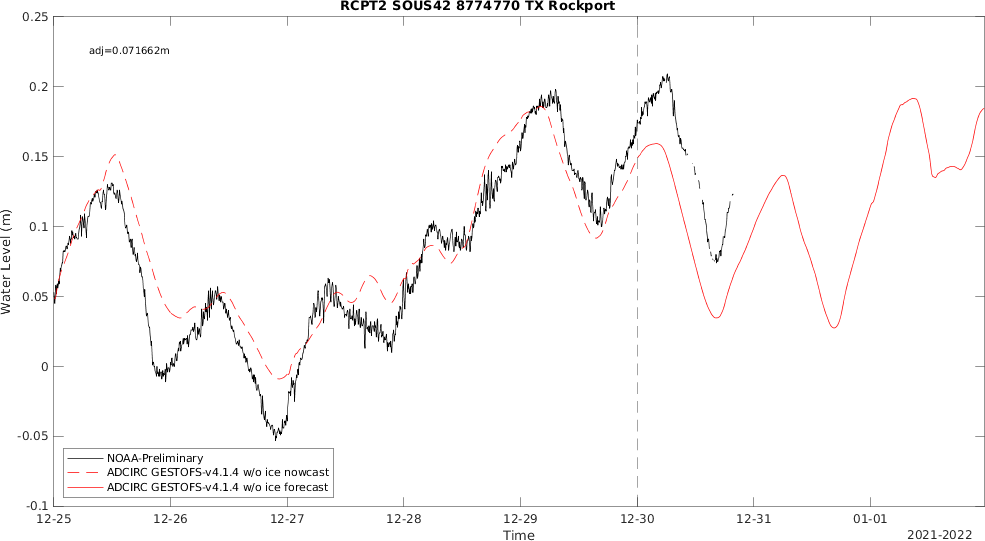 RCPT2 SOUS42 8774770 TX Rockport
0.25
adj=0.071662m
0.2
0.15
0.1
0.05
0
-0.05
-0.1
Water Level (m)
NOAA-Preliminary
ADCIRC GESTOFS-v4.1.4 w/o ice nowcast
ADCIRC GESTOFS-v4.1.4 w/o ice forecast
12-25 12-26 12-27 12-28 12-29 12-30 12-31 01-01
Time
2021-2022